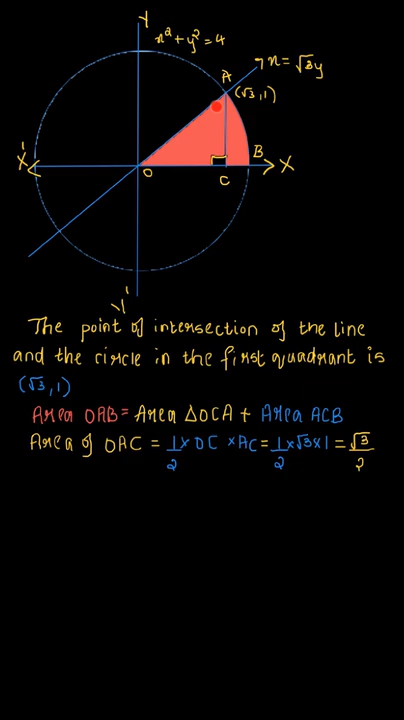 Y
x² + y² = 4
x = √3y
A
(√3, 1)
X'
O
C
B
X
Y'
The point of intersection of the line
and the circle in the first quadrant is
(√3, 1)
Area OAB = Area △OCA + Area ACB
Area of OAC = 1/2 × OC × AC = 1/2 × √3 × 1 = √3/2